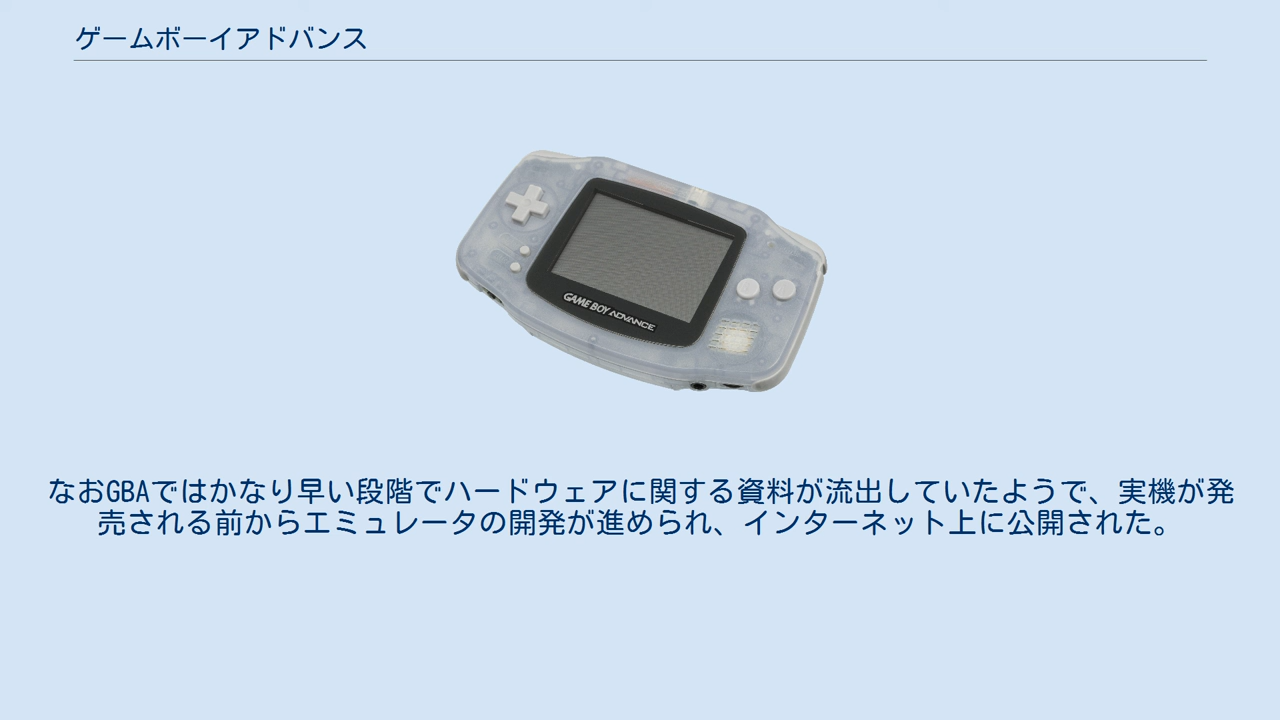 ゲームボーイアドバンス
GAME BOY ADVANCE
なおGBAではかなり早い段階でハードウェアに関する資料が流出していたようで、実機が発
売される前からエミュレータの開発が進められ、インターネット上に公開された。